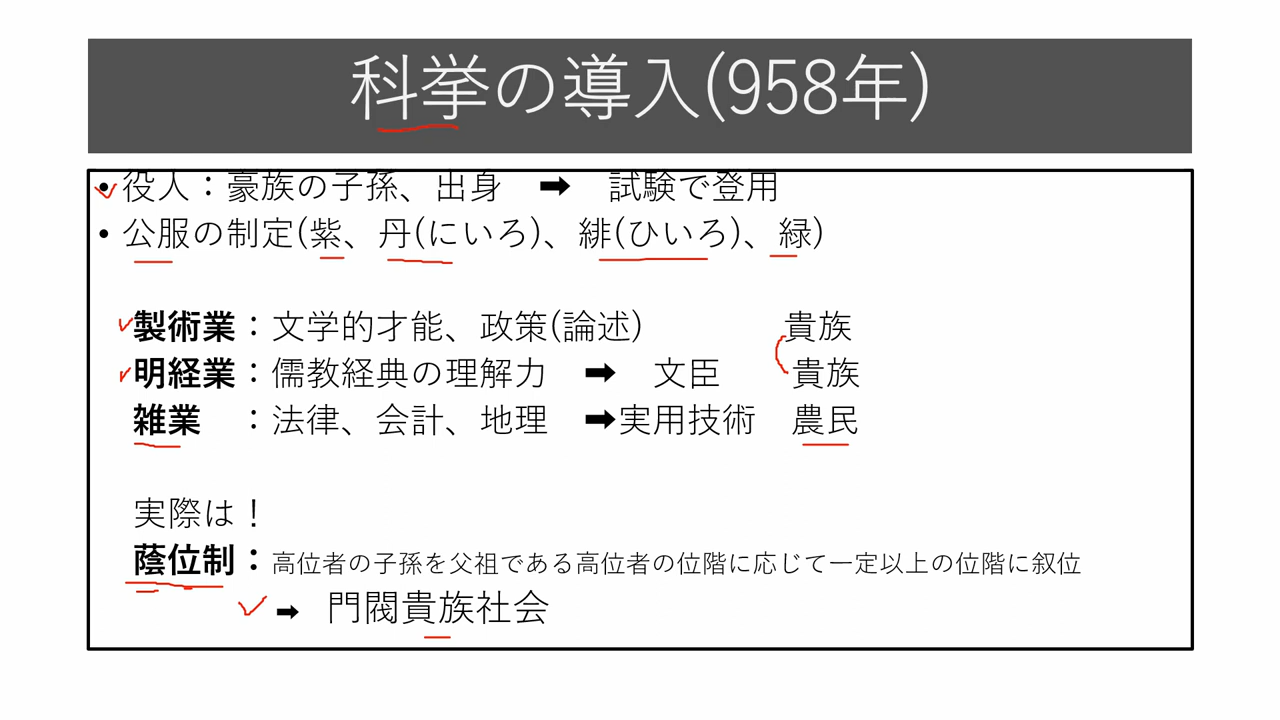 科挙の導入(958年)
• 役人：豪族の子孫、出身　➡　試験で登用
• 公服の制定(紫、丹(にいろ)、緋(ひいろ)、緑)
製術業：文学的才能、政策(論述)　　　　貴族
明経業：儒教経典の理解力　➡　文臣　　貴族
雑業　：法律、会計、地理　➡実用技術　農民
実際は！
蔭位制：高位者の子孫を父祖である高位者の位階に応じて一定以上の位階に叙位
➡　門閥貴族社会